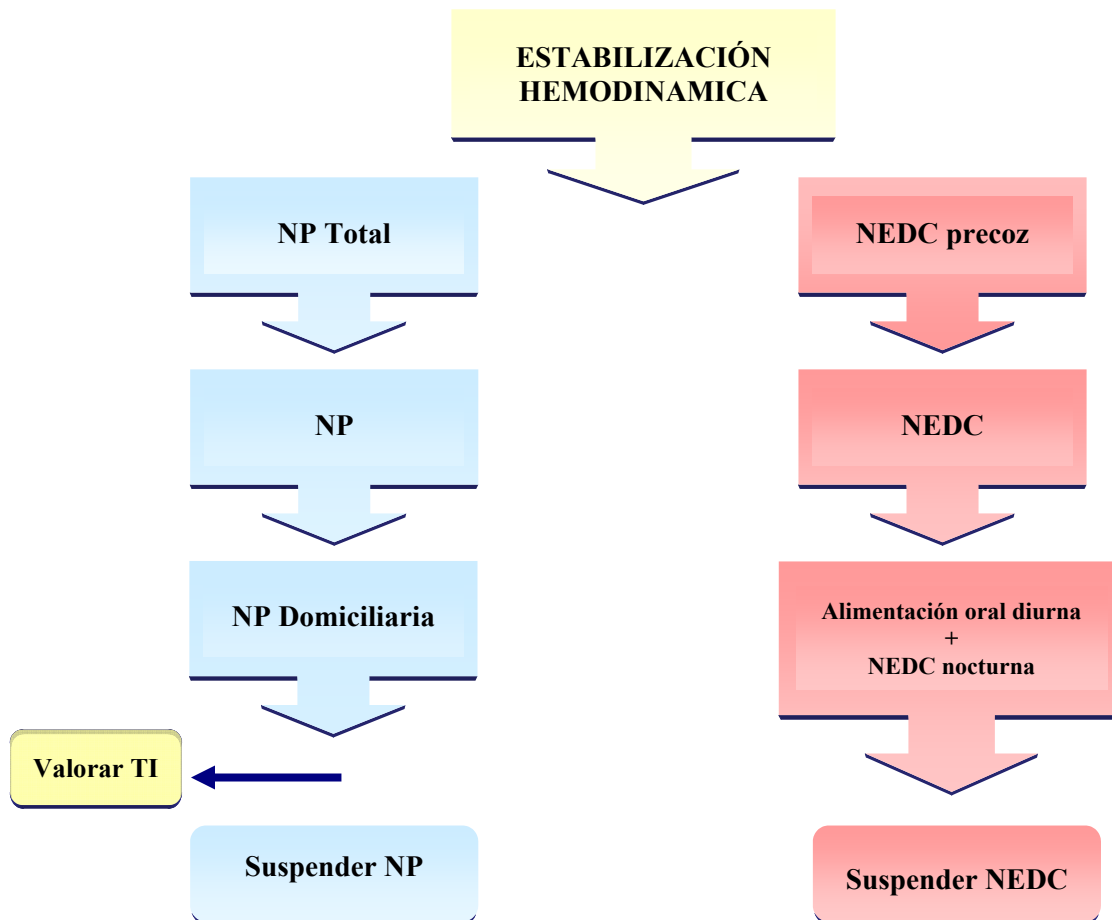 ESTABILIZACIÓN
HEMODINAMICA
NP Total
NEDC precoz
NP
NEDC
NP Domiciliaria
Alimentación oral diurna
+
NEDC nocturna
Valorar TI
Suspender NP
Suspender NEDC